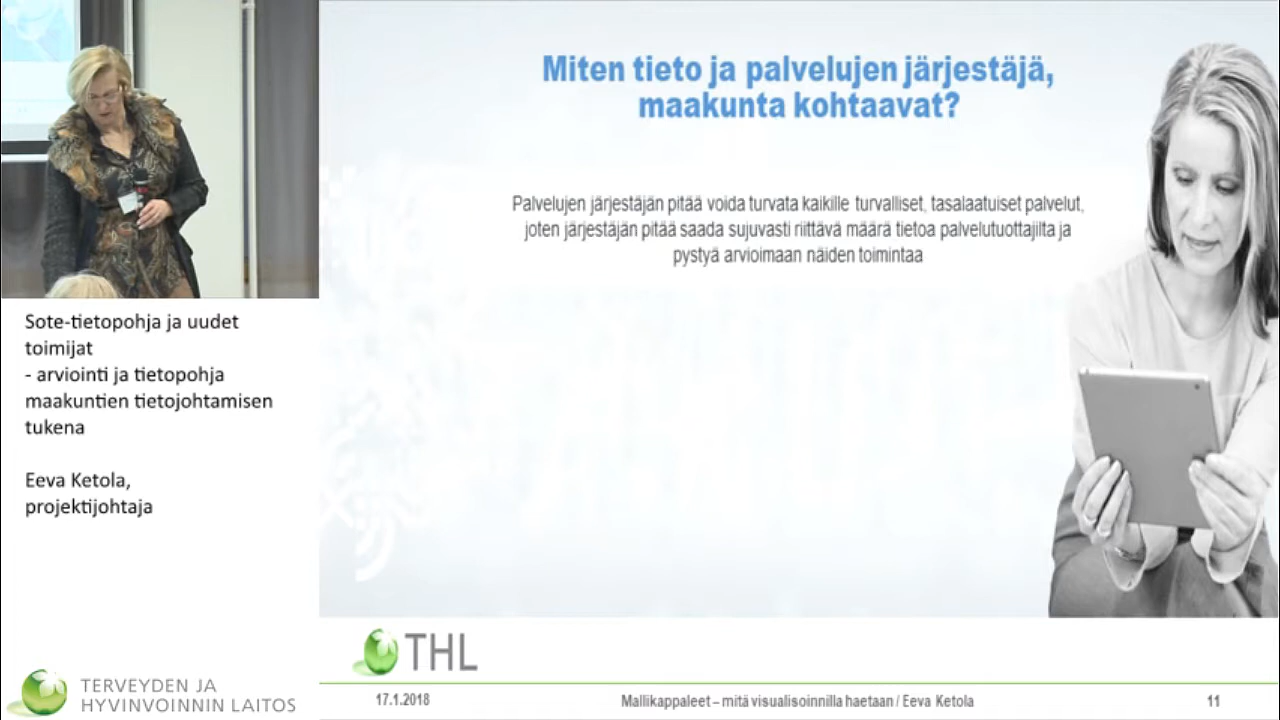 Miten tieto ja palvelujen järjestäjä,
maakunta kohtaavat?
Palvelujen järjestäjän pitää voida turvata kaikille turvalliset, tasalaatuiset palvelut,
joten järjestäjän pitää saada sujuvasti riittävä määrä tietoa palvelutuottajilta ja
pystyä arvioimaan näiden toimintaa
Sote-tietopohja ja uudet
toimijat
- arviointi ja tietopohja
maakuntien tietojohtamisen
tukena
Eeva Ketola,
projektijohtaja
TERVEYDEN JA
HYVINVOINNIN LAITOS
THL
17.1.2018
Mallikappaleet – mitä visualisoinnilla haetaan / Eeva Ketola
11